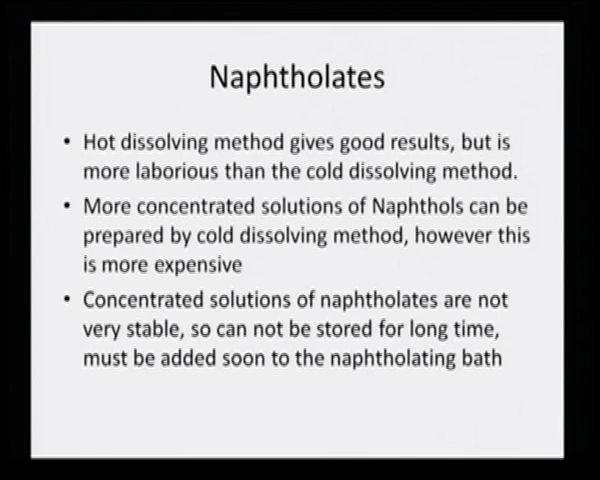 Naphtholates
• Hot dissolving method gives good results, but is
more laborious than the cold dissolving method.
• More concentrated solutions of Naphthols can be
prepared by cold dissolving method, however this
is more expensive
• Concentrated solutions of naphtholates are not
very stable, so can not be stored for long time,
must be added soon to the naphtholating bath